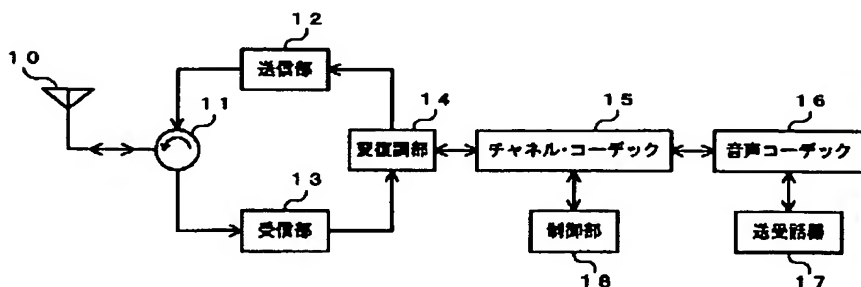 12
10
送信部
11
14
15
16
変復調部
チャネル・コーデック
音声コーデック
13
受信部
制御部
送受話器
18
17